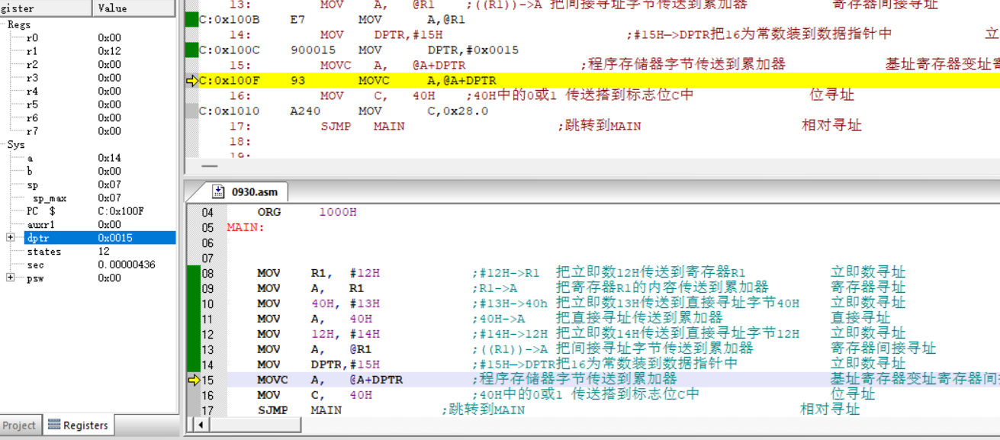 gister Value
Regs
r0 0x00
r1 0x12
r2 0x00
r3 0x00
r4 0x00
r5 0x00
r6 0x00
r7 0x00
Sys
a 0x14
b 0x00
sp 0x07
sp_max 0x07
PC $ C:0x100F
auxr1 0x00
dptr 0x0015
states 12
sec 0.00000436
psw 0x00
Project Registers
13: MOV A, @R1 ;((R1))->A 把间接寻址字节传送到累加器 寄存器间接寻址
C:0x100B E7 MOV A,@R1
14: MOV DPTR,#15H ;#15H—>DPTR把16为常数装到数据指针中 立
C:0x100C 900015 MOV DPTR,#0x0015
15: MOVC A, @A+DPTR ;程序存储器字节传送到累加器 基址寄存器变址寄
C:0x100F 93 MOVC A,@A+DPTR
16: MOV C, 40H ;40H中的0或1 传送搭到标志位C中 位寻址
C:0x1010 A240 MOV C,0x28.0
17: SJMP MAIN ;跳转到MAIN 相对寻址
18:
19:
0930.asm
04 ORG 1000H
05 MAIN:
06
07
08 MOV R1, #12H ;#12H->R1 把立即数12H传送到寄存器R1 立即数寻址
09 MOV A, R1 ;R1->A 把寄存器R1的内容传送到累加器 寄存器寻址
10 MOV 40H, #13H ;#13H->40h 把立即数13H传送到直接寻址字节40H 立即数寻址
11 MOV A, 40H ;40H->A 把直接寻址传送到累加器 直接寻址
12 MOV 12H, #14H ;#14H->12H 把立即数14H传送到直接寻址字节12H 立即数寻址
13 MOV A, @R1 ;((R1))->A 把间接寻址字节传送到累加器 寄存器间接寻址
14 MOV DPTR,#15H ;#15H—>DPTR把16为常数装到数据指针中 立即数寻址
15 MOVC A, @A+DPTR ;程序存储器字节传送到累加器 基址寄存器变址寄存器间
16 MOV C, 40H ;40H中的0或1 传送搭到标志位C中 位寻址
17 SJMP MAIN ;跳转到MAIN 相对寻址